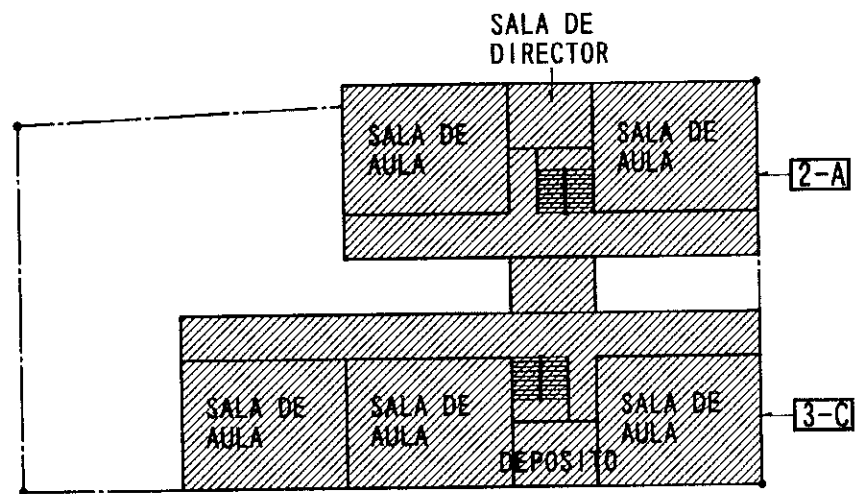 SALA DE
DIRECTOR
SALA DE
AULA
SALA DE
AULA
2-A
SALA DE
AULA
SALA DE
AULA
SALA DE
AULA
3-C
DEPOSITO